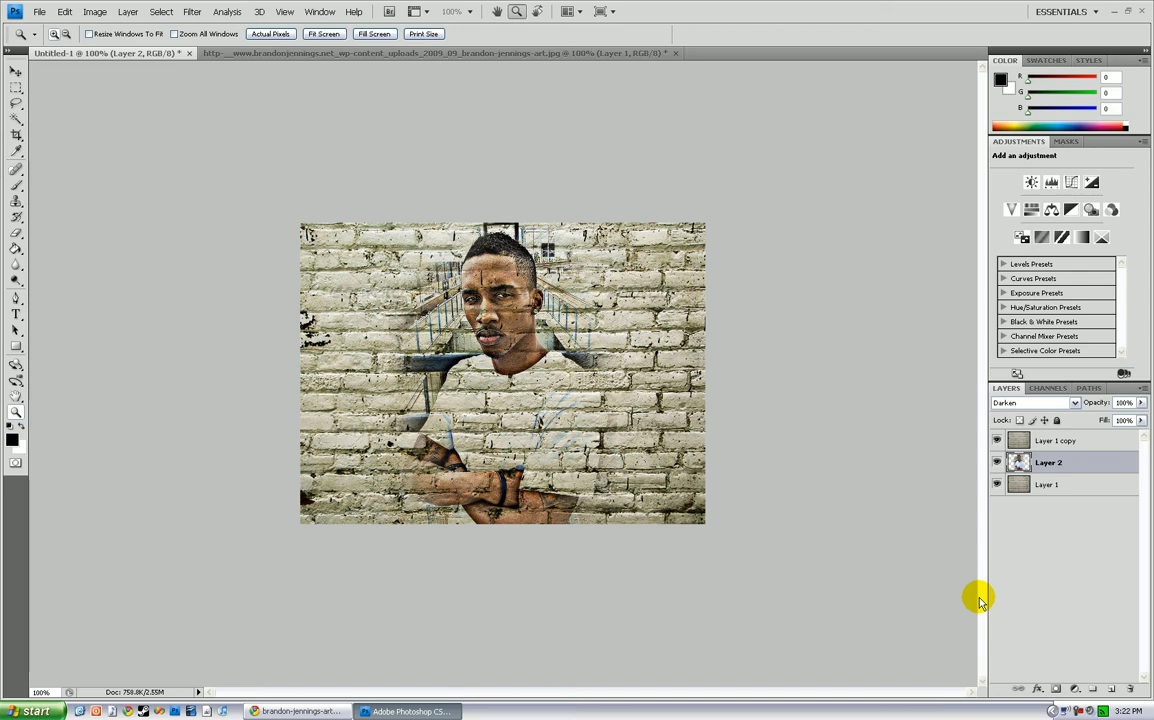 Ps File Edit Image Layer Select Filter Analysis 3D View Window Help Br 100% ESSENTIALS
Resize Windows To Fit Zoom All Windows Actual Pixels Fit Screen Fill Screen Print Size
Untitled-1 @ 100% (Layer 2, RGB/8) * × http-__www.brandonjennings.net_wp-content_uploads_2009_09_brandon-jennings-art.jpg @ 100% (Layer 1, RGB/8) * ×
COLOR SWATCHES STYLES
R 0
G 0
B 0
ADJUSTMENTS MASKS
Add an adjustment
Levels Presets
Curves Presets
Exposure Presets
Hue/Saturation Presets
Black & White Presets
Channel Mixer Presets
Selective Color Presets
LAYERS CHANNELS PATHS
Darken Opacity: 100%
Lock: Fill: 100%
Layer 1 copy
Layer 2
Layer 1
100% Doc: 758.8K/2.55M
start brandon-jennings-art... Adobe Photoshop CS... 3:22 PM